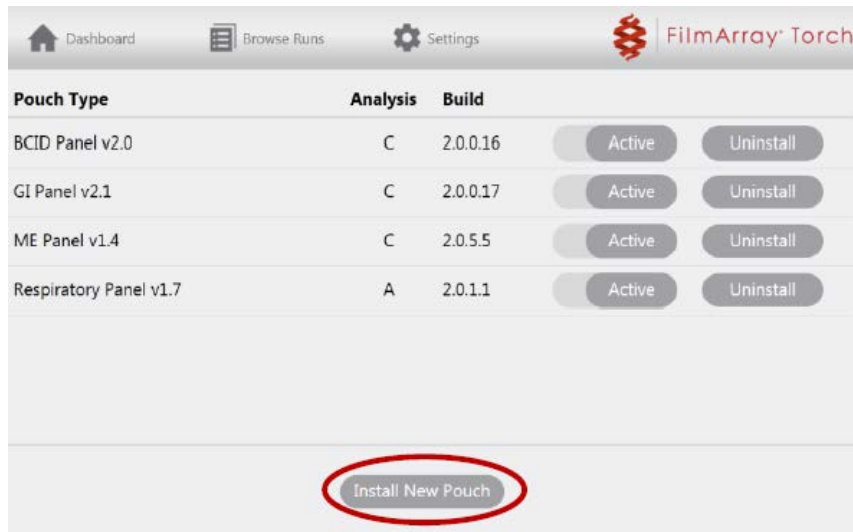 Dashboard Browse Runs Settings FilmArray® Torch
Pouch Type Analysis Build
BCID Panel v2.0 C 2.0.0.16 Active Uninstall
GI Panel v2.1 C 2.0.0.17 Active Uninstall
ME Panel v1.4 C 2.0.5.5 Active Uninstall
Respiratory Panel v1.7 A 2.0.1.1 Active Uninstall
Install New Pouch